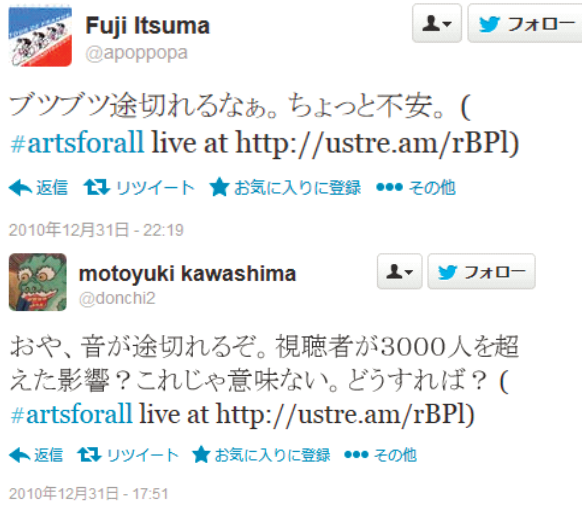 Fuji Itsuma
フォロー
@apoppopa
ブツブツ途切れるなぁ。ちょっと不安。 (
#artsforall live at http://ustre.am/rBPl)
返信 リツイート お気に入りに登録 その他
2010年12月31日 - 22:19
motoyuki kawashima
フォロー
@donchi2
おや、音が途切れるぞ。視聴者が3000人を超
えた影響？これじゃ意味ない。どうすれば？ (
#artsforall live at http://ustre.am/rBPl)
返信 リツイート お気に入りに登録 その他
2010年12月31日 - 17:51